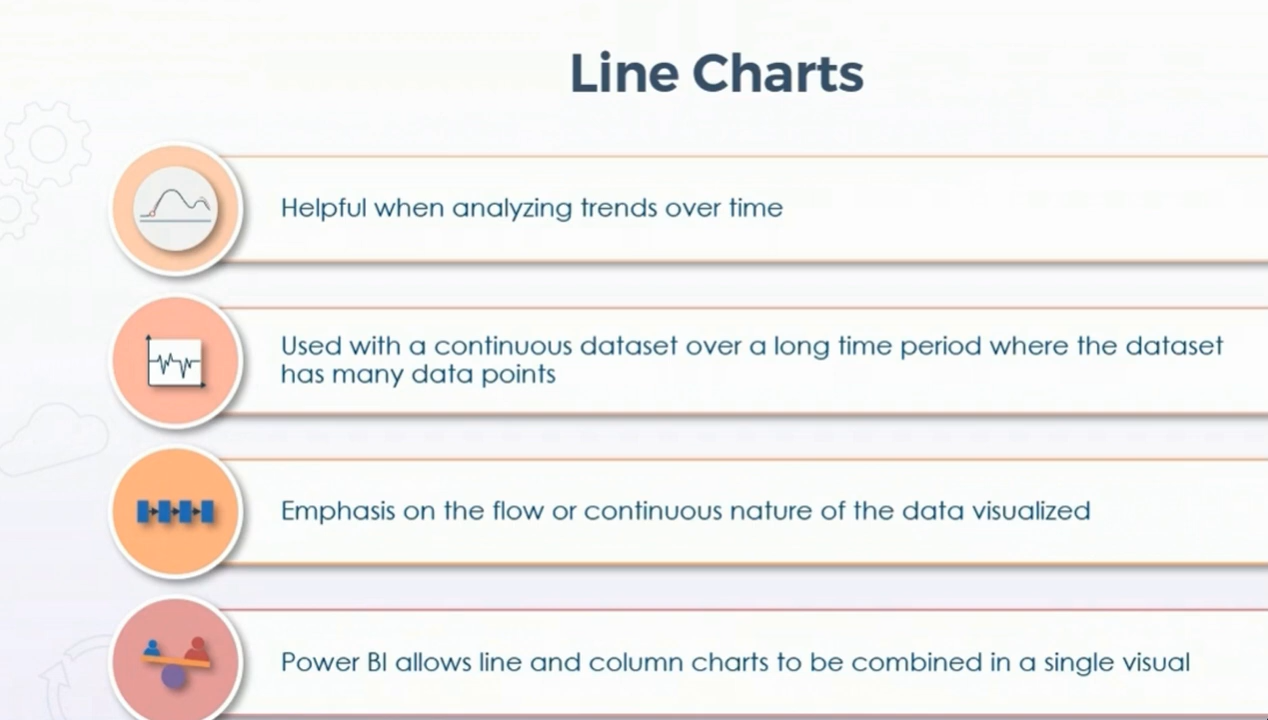 Line Charts
Helpful when analyzing trends over time
Used with a continuous dataset over a long time period where the dataset
has many data points
Emphasis on the flow or continuous nature of the data visualized
Power BI allows line and column charts to be combined in a single visual